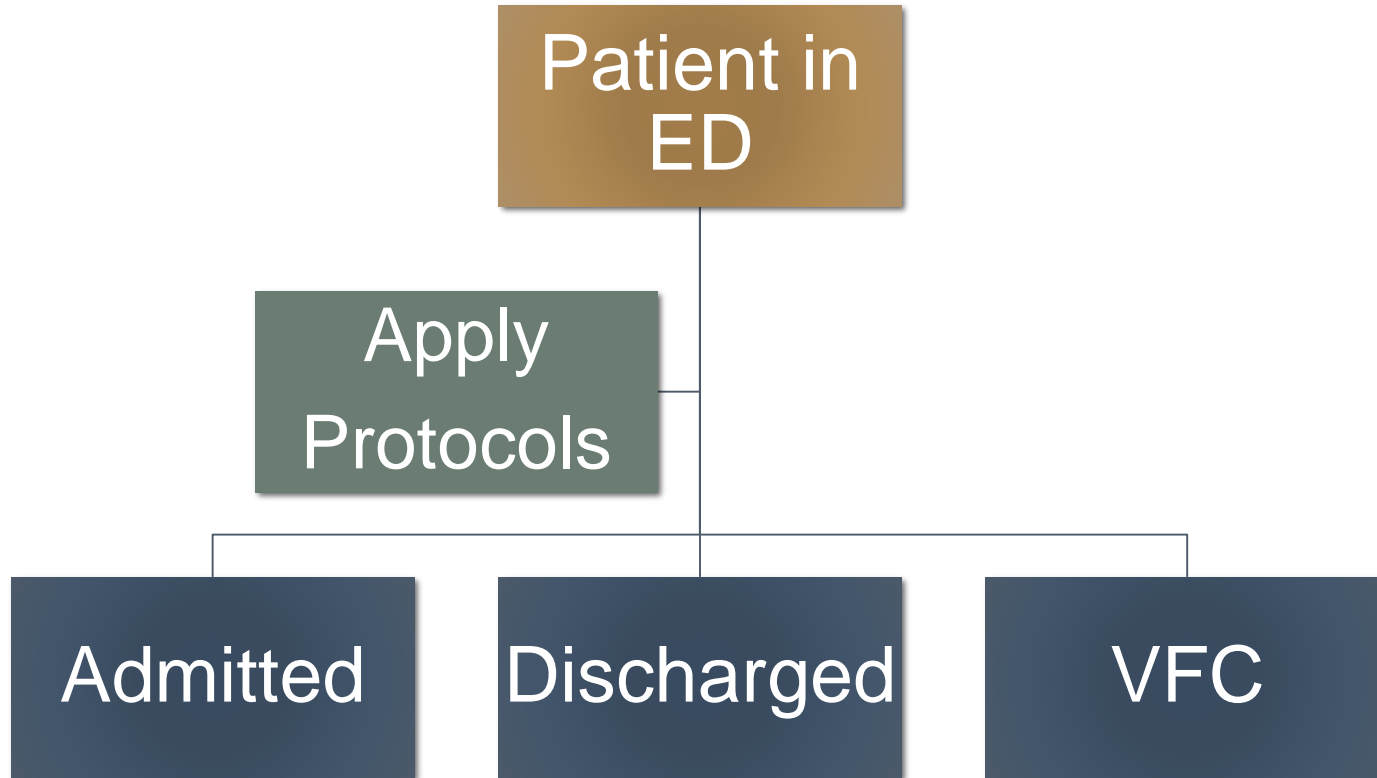 Patient in
ED
Apply
Protocols
Admitted
Discharged
VFC